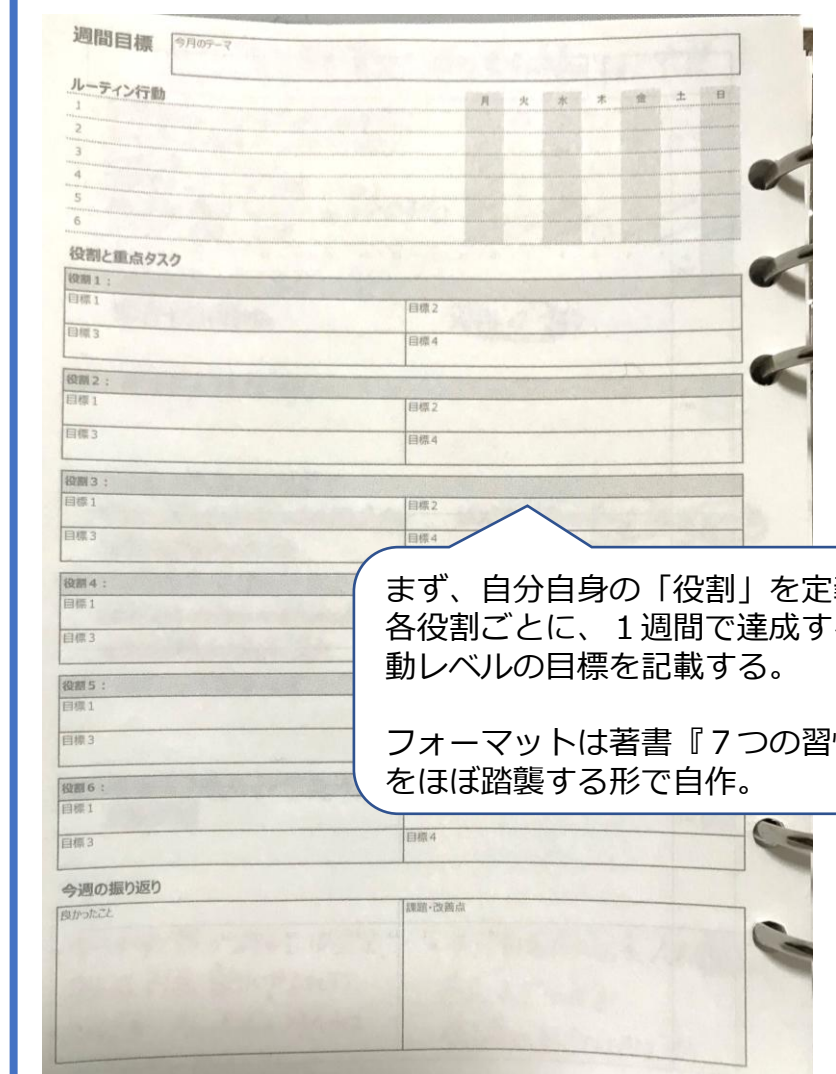 週間目標
今月のテーマ
ルーティン行動
月 火 水 木 金 土 日
1
2
3
4
5
6
役割と重点タスク
役割1:
目標1 目標2
目標3 目標4
役割2:
目標1 目標2
目標3 目標4
役割3:
目標1 目標2
目標3 目標4
役割4:
目標1
目標3
役割5:
目標1
目標3
役割6:
目標1
目標3 目標4
まず、自分自身の「役割」を定
各役割ごとに、1週間で達成す
動レベルの目標を記載する。
フォーマットは著書『7つの習
をほぼ踏襲する形で自作。
今週の振り返り
良かったこと 課題・改善点